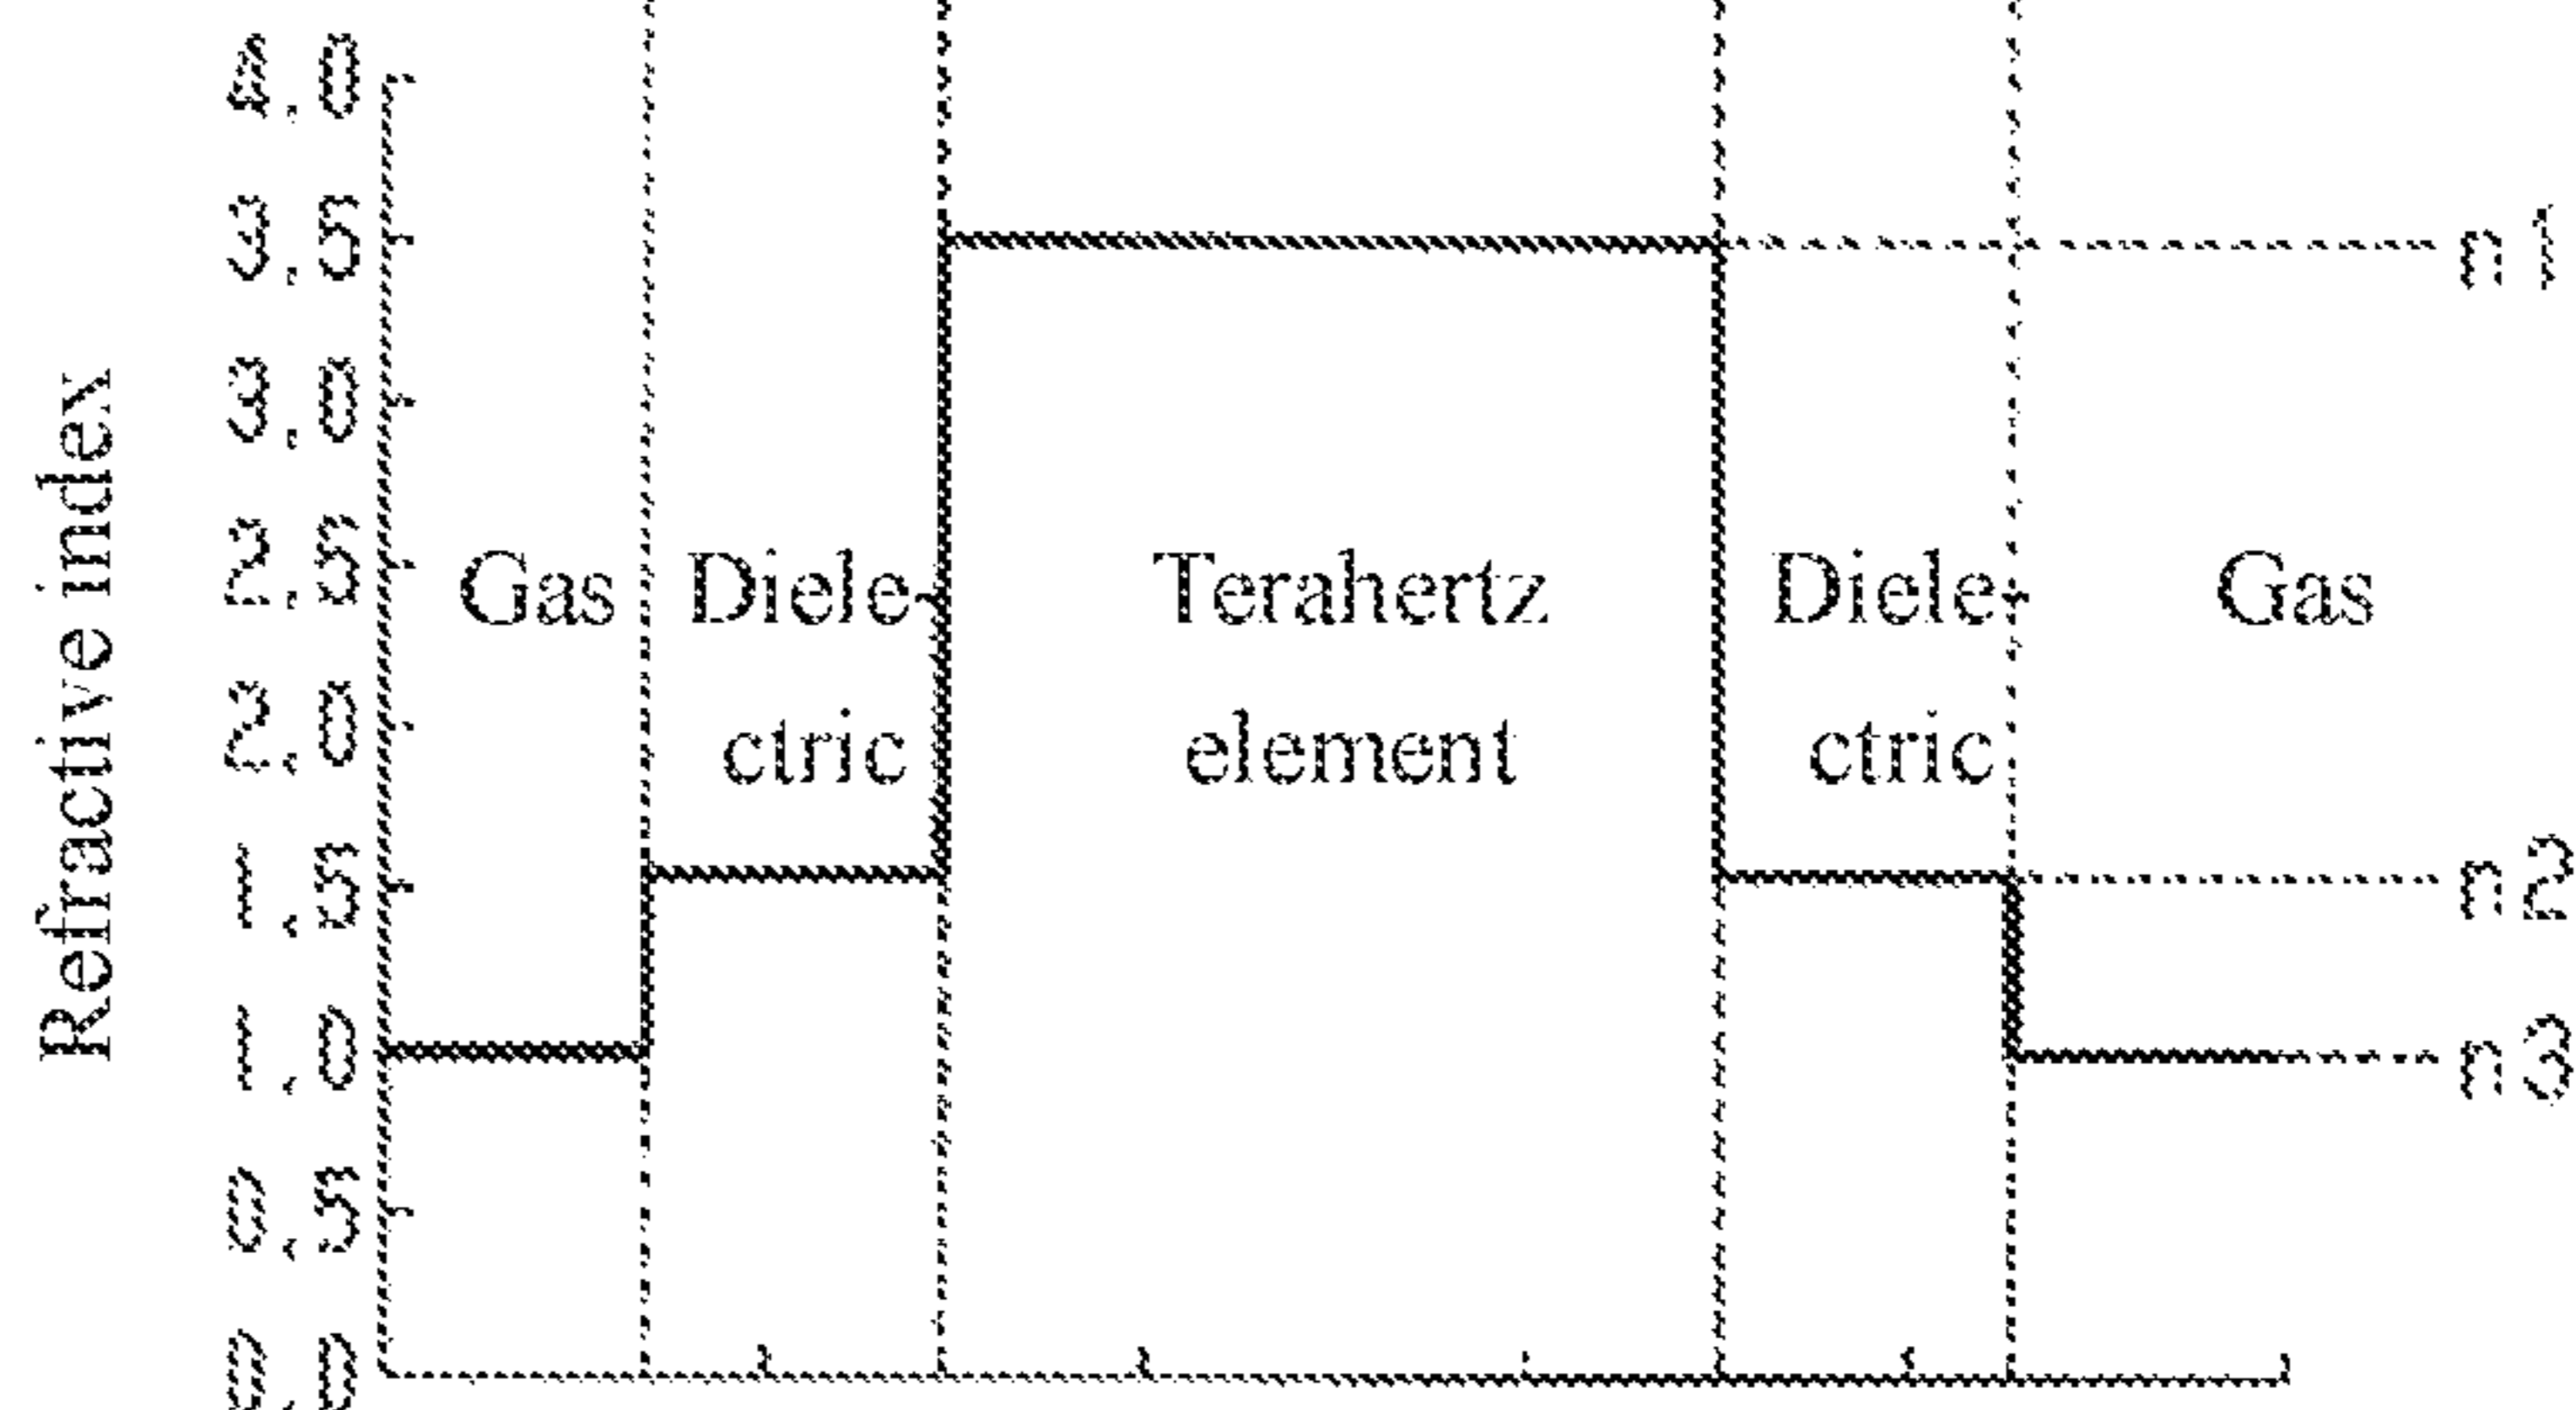 Refractive index
4.0
3.5
3.0
2.5
2.0
1.5
1.0
0.5
0.0
Gas
Diele-
ctric
Terahertz
element
Diele-
ctric
Gas
n1
n2
n3